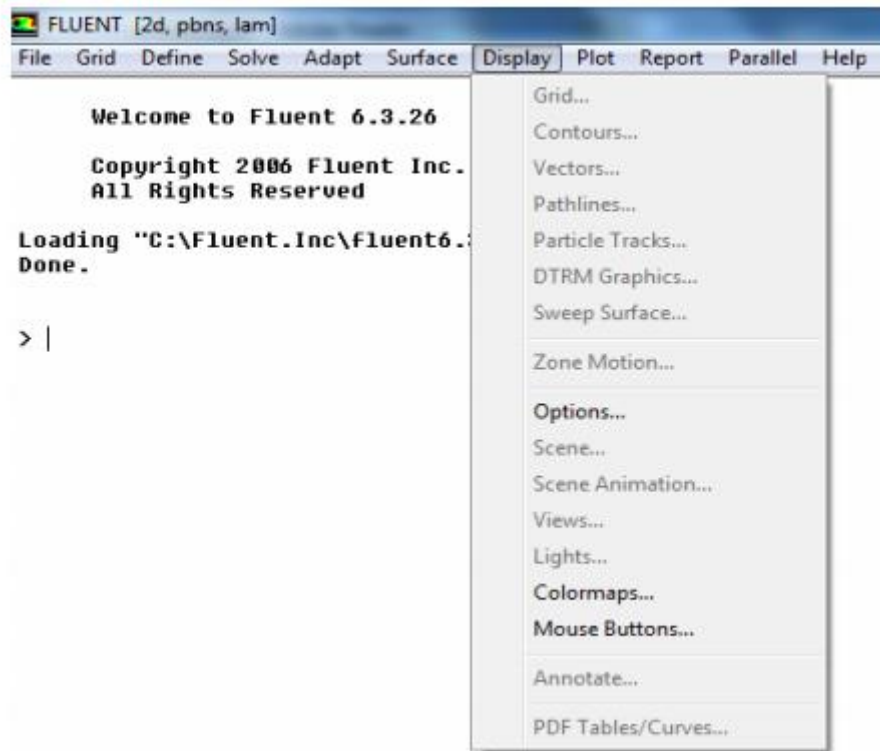 FLUENT [2d, pbns, lam]
File Grid Define Solve Adapt Surface Display Plot Report Parallel Help
Welcome to Fluent 6.3.26
Copyright 2006 Fluent Inc.
All Rights Reserved
Loading "C:\Fluent.Inc\fluent6.
Done.
>
Grid...
Contours...
Vectors...
Pathlines...
Particle Tracks...
DTRM Graphics...
Sweep Surface...
Zone Motion...
Options...
Scene...
Scene Animation...
Views...
Lights...
Colormaps...
Mouse Buttons...
Annotate...
PDF Tables/Curves...